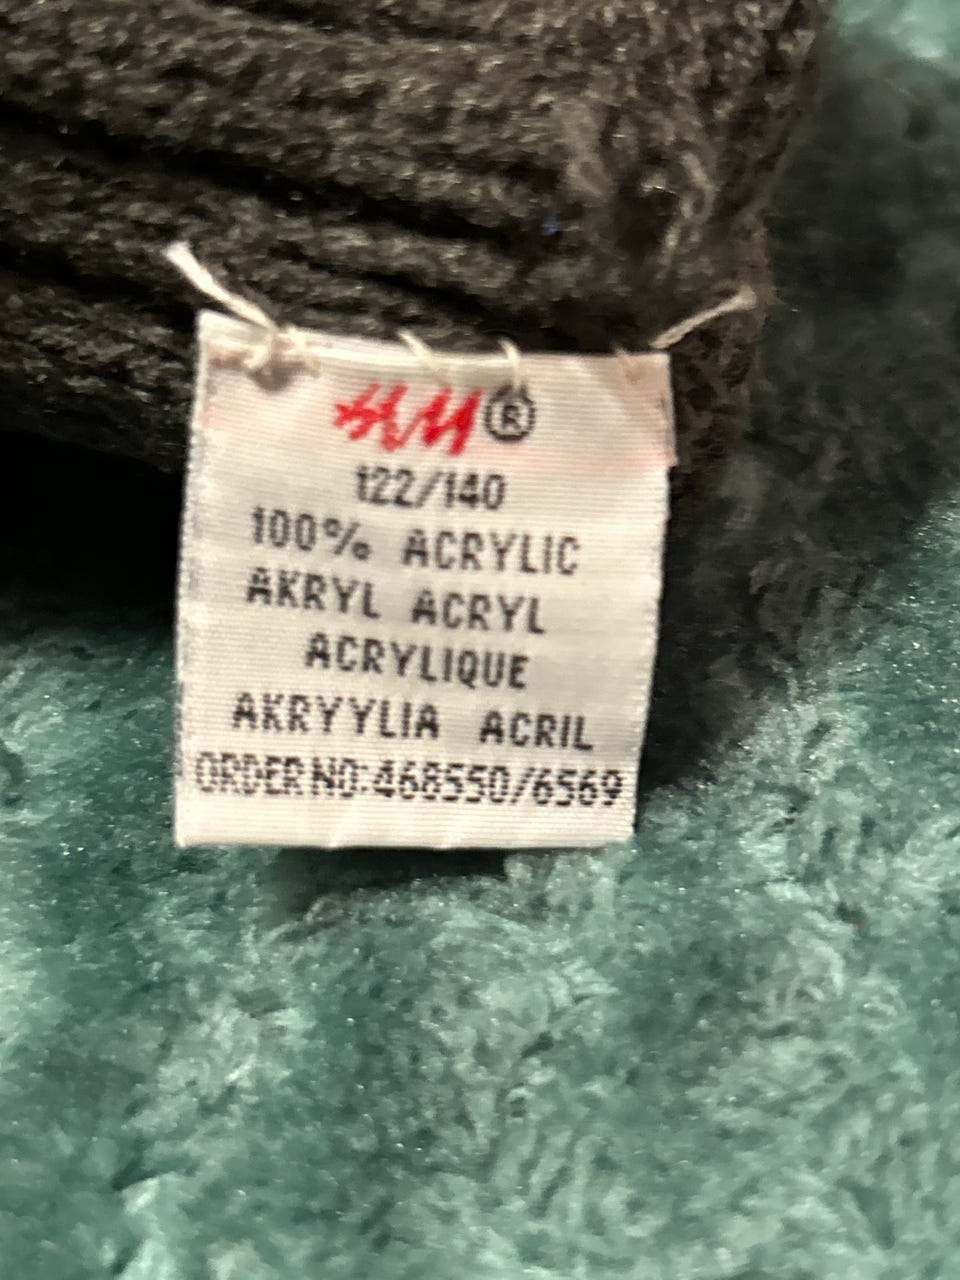 H&M®
122/140
100% ACRYLIC
AKRYL ACRYL
ACRYLIQUE
AKRYYLIA ACRIL
ORDER NO:468550/6569